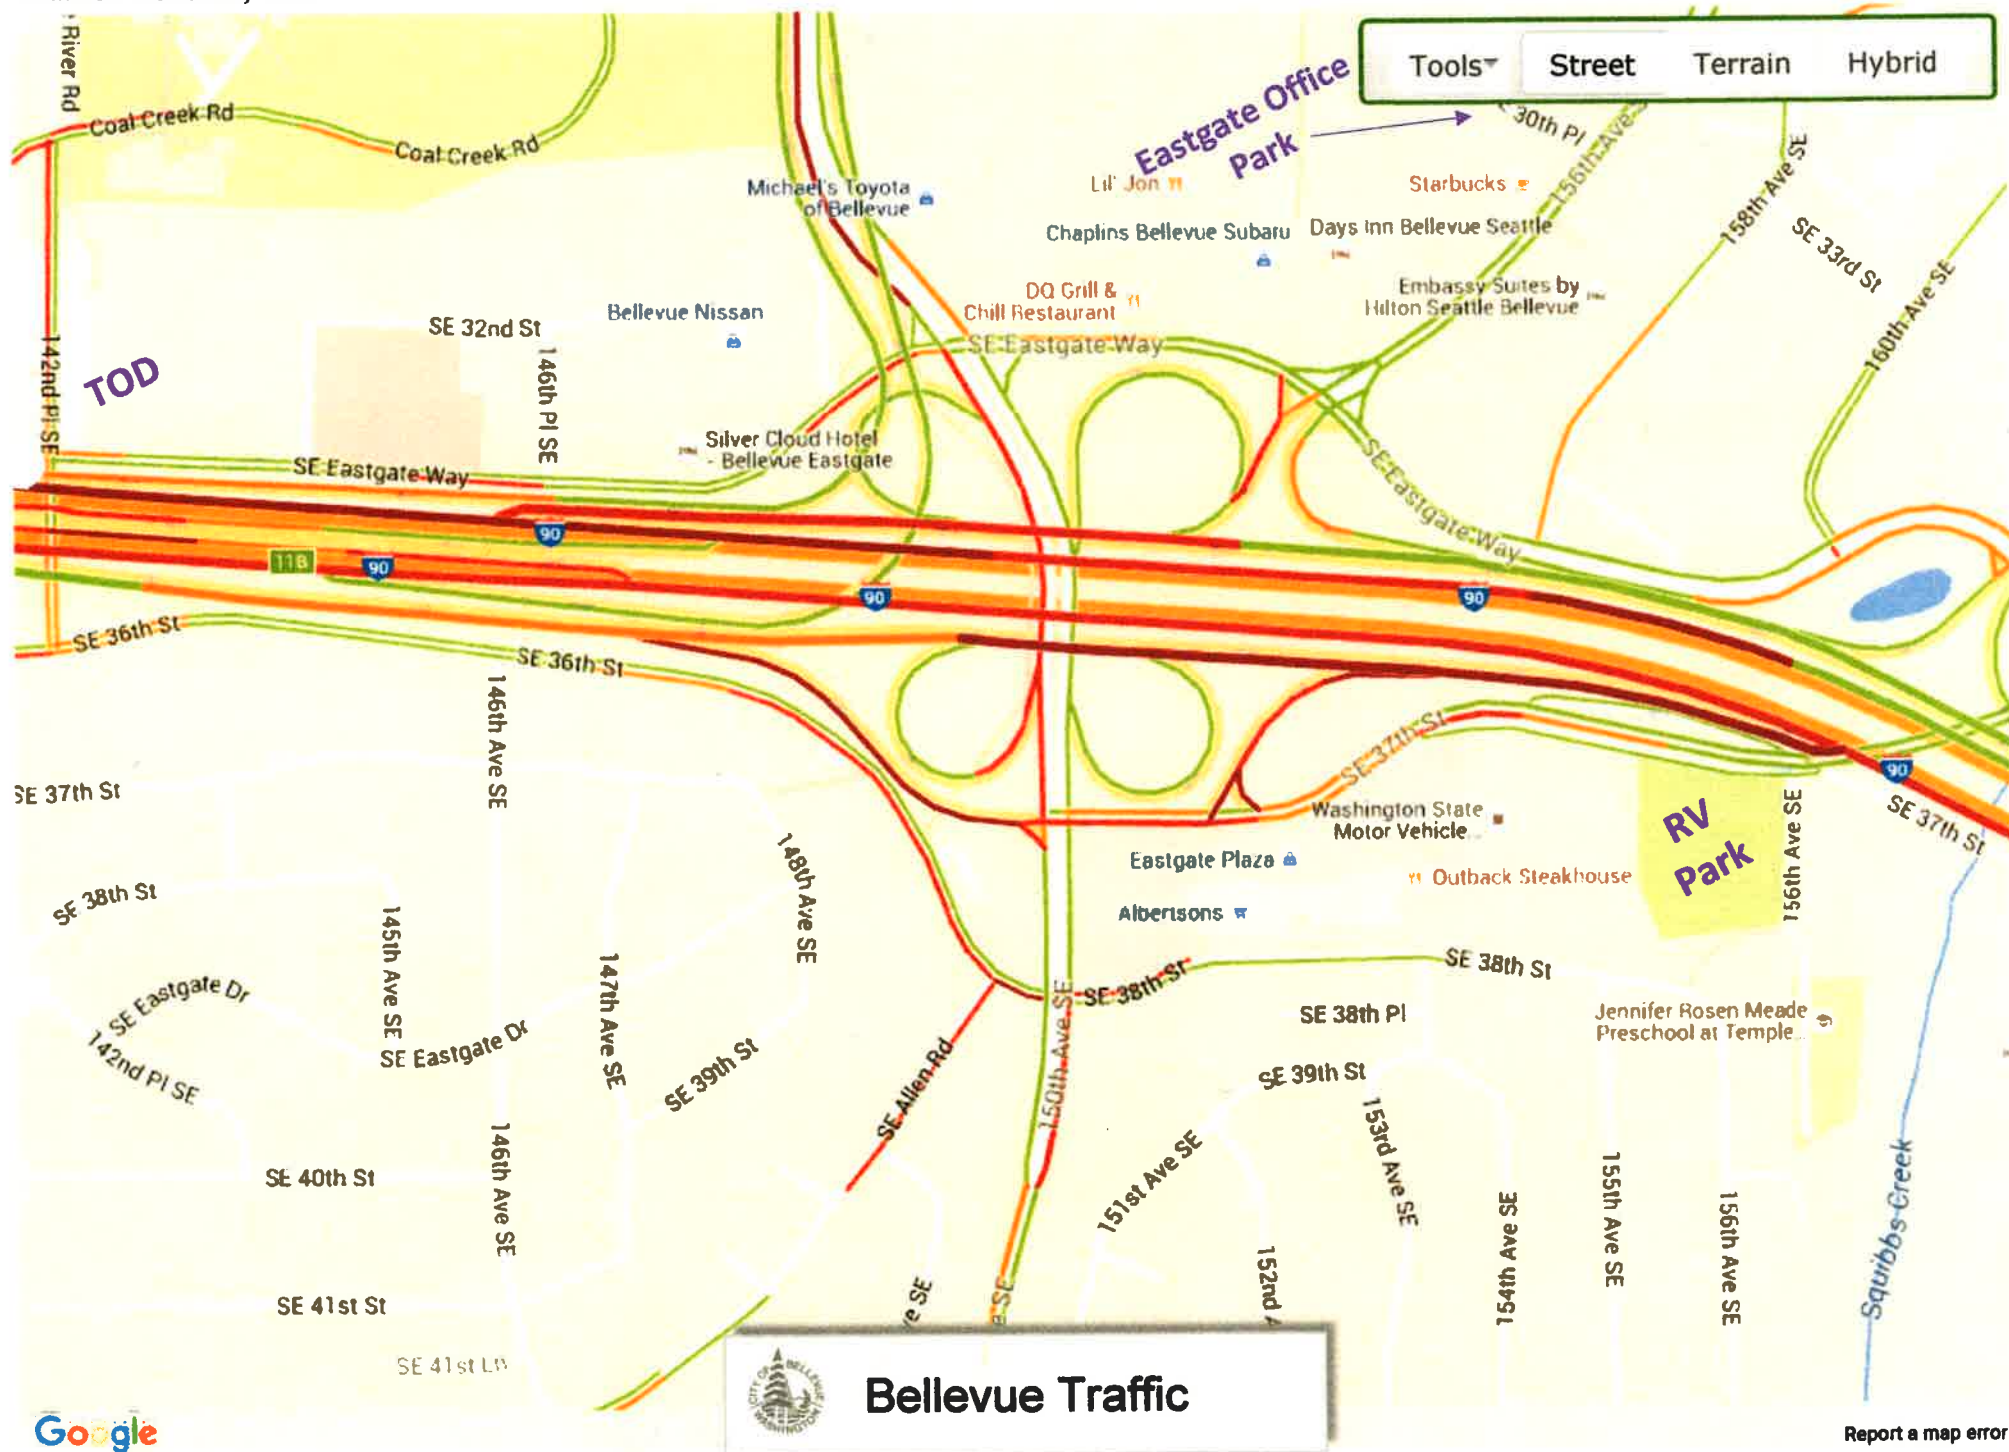 River Rd
Coal Creek Rd
Coal Creek Rd
Tools
Street
Terrain
Hybrid
Eastgate Office
Park
30th Pl
156th Ave S
158th Ave SE
SE 33rd St
160th Ave SE
Michael's Toyota
of Bellevue
Lil' Jon
Starbucks
Chaplins Bellevue Subaru
Days Inn Bellevue Seattle
DQ Grill &
Chill Restaurant
Embassy Suites by
Hilton Seattle Bellevue
Bellevue Nissan
SE 32nd St
146th Pl SE
142nd Pl SE
TOD
SE Eastgate Way
Silver Cloud Hotel
- Bellevue Eastgate
SE Eastgate Way
SE Eastgate Way
90
11B
90
90
90
SE 36th St
SE 36th St
146th Ave SE
SE 37th St
SE 37th St
90
SE 37th St
Washington State
Motor Vehicle...
RV
Park
156th Ave SE
Eastgate Plaza
Outback Steakhouse
Albertsons
148th Ave SE
SE 38th St
145th Ave SE
147th Ave SE
SE 38th St
SE 38th St
SE Eastgate Dr
142nd Pl SE
SE Eastgate Dr
SE 39th St
SE Allen Rd
150th Ave SE
SE 38th Pl
SE 39th St
Jennifer Rosen Meade
Preschool at Temple...
151st Ave SE
153rd Ave SE
SE 40th St
146th Ave SE
154th Ave SE
155th Ave SE
156th Ave SE
Squibbs Creek
152nd A
SE 41st St
ve SE
e SE
SE 41st Ln
CITY OF BELLEVUE
WASHINGTON
Bellevue Traffic
Google
Report a map error